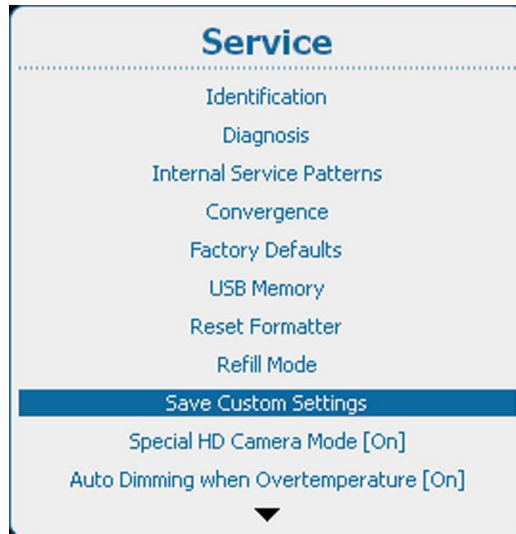 Service
Identification
Diagnosis
Internal Service Patterns
Convergence
Factory Defaults
USB Memory
Reset Formatter
Refill Mode
Save Custom Settings
Special HD Camera Mode [On]
Auto Dimming when Overtemperature [On]